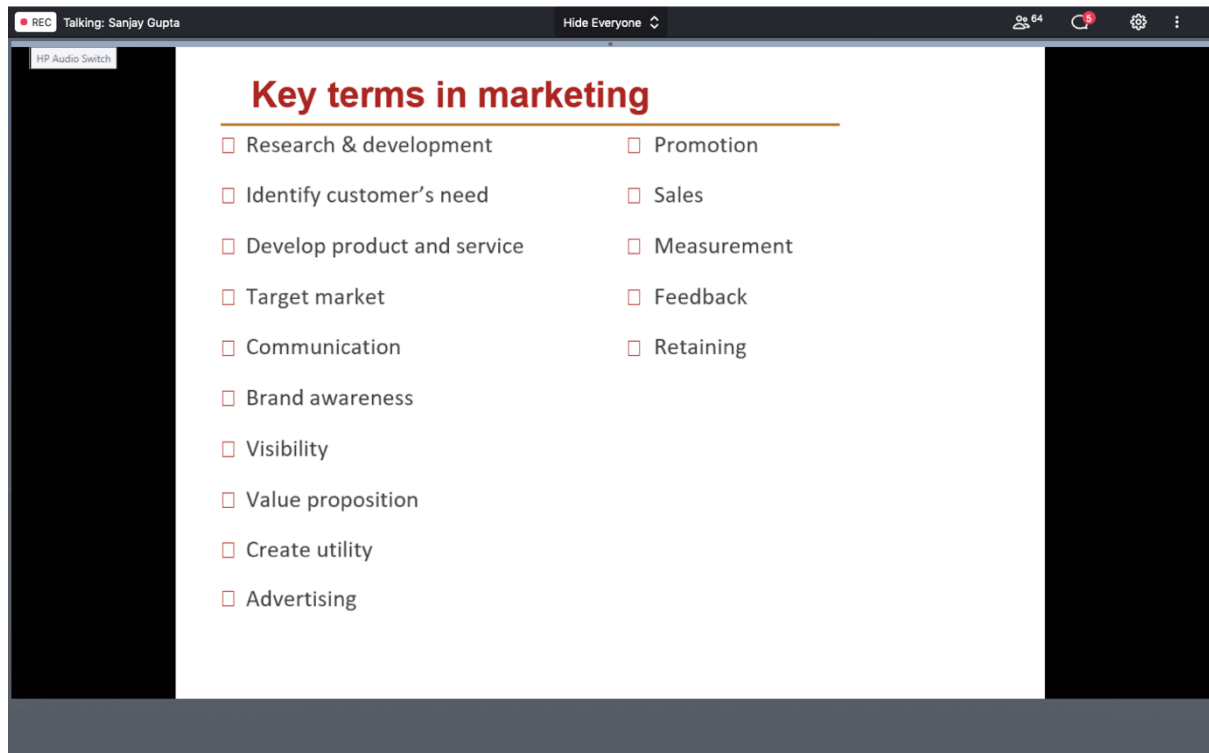 REC Talking: Sanjay Gupta
Hide Everyone
64
5
HP Audio Switch
Key terms in marketing
Research & development
Identify customer's need
Develop product and service
Target market
Communication
Brand awareness
Visibility
Value proposition
Create utility
Advertising
Promotion
Sales
Measurement
Feedback
Retaining